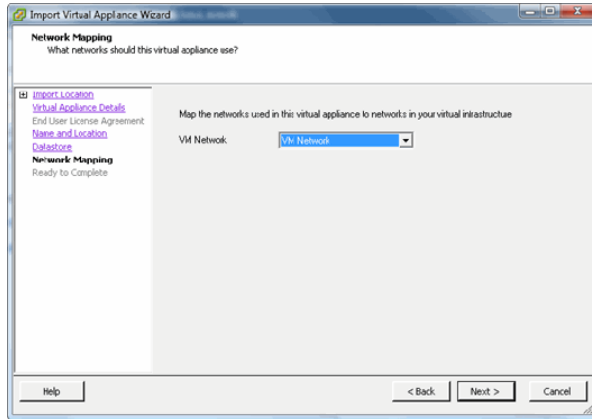 Import Virtual Appliance Wizard
Network Mapping
What networks should this virtual appliance use?
Import Location
Virtual Appliance Details
End User License Agreement
Name and Location
Datastore
Network Mapping
Ready to Complete
Map the networks used in this virtual appliance to networks in your virtual infrastructure
VM Network VM Network
Help < Back Next > Cancel